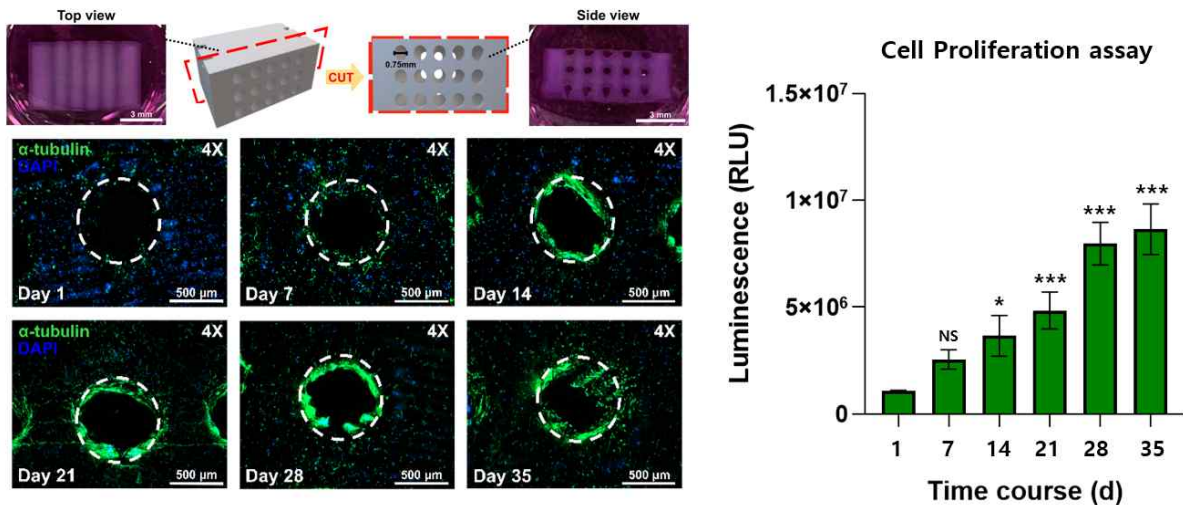 Top view
Side view
0.75mm
CUT
3 mm
3 mm
α-tubulin
DAPI
4X
Day 1
500 μm
4X
Day 7
500 μm
4X
Day 14
500 μm
α-tubulin
DAPI
4X
Day 21
500 μm
4X
Day 28
500 μm
4X
Day 35
500 μm
Cell Proliferation assay
Luminescence (RLU)
1.5×10⁷
1×10⁷
5×10⁶
0
NS
*
***
***
***
1 7 14 21 28 35
Time course (d)